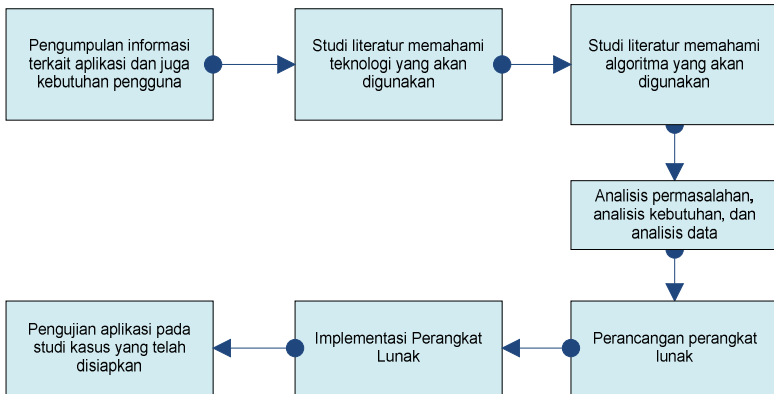 Pengumpulan informasi
terkait aplikasi dan juga
kebutuhan pengguna
Studi literatur memahami
teknologi yang akan
digunakan
Studi literatur memahami
algoritma yang akan
digunakan
Analisis permasalahan,
analisis kebutuhan, dan
analisis data
Perancangan perangkat
lunak
Implementasi Perangkat
Lunak
Pengujian aplikasi pada
studi kasus yang telah
disiapkan